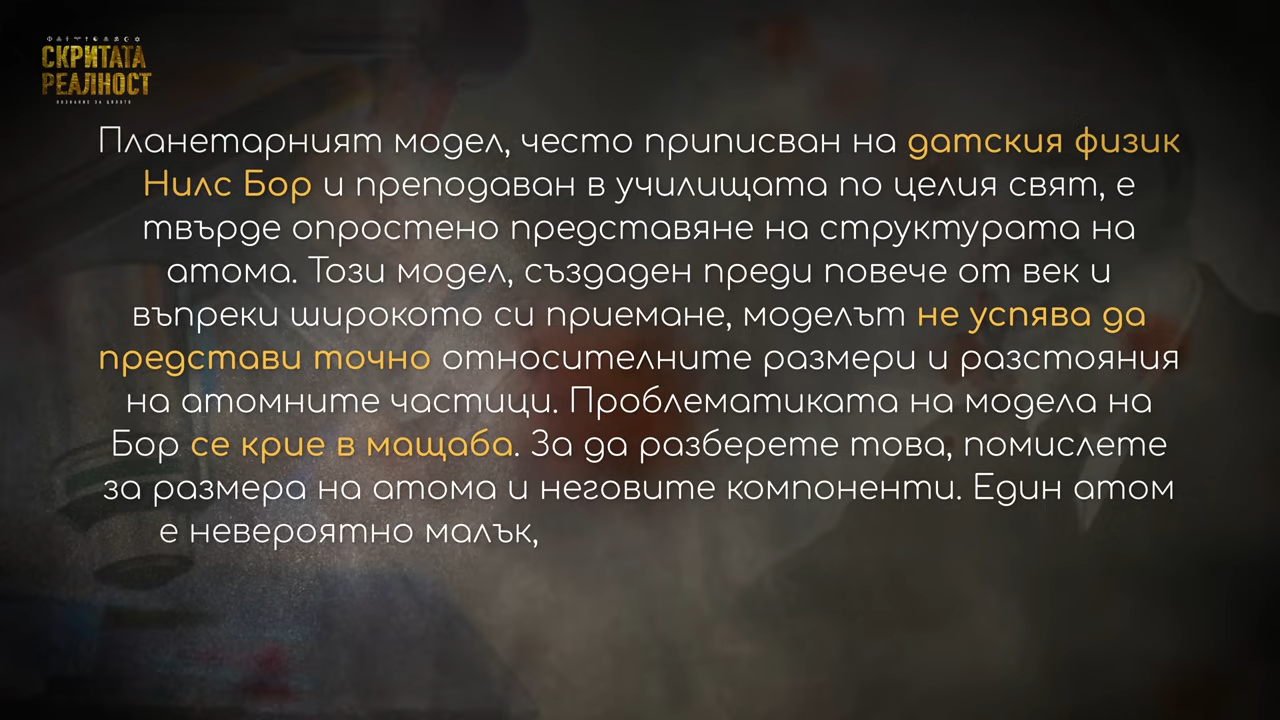 СКРИТАТА
РЕАЛНОСТ
ПОЗНАНИЕ ЗА ЦЯЛОТО
Планетарният модел, често приписван на датския физик
Нилс Бор и преподаван в училищата по целия свят, е
твърде опростено представяне на структурата на
атома. Този модел, създаден преди повече от век и
въпреки широкото си приемане, моделът не успява да
представи точно относителните размери и разстояния
на атомните частици. Проблематиката на модела на
Бор се крие в мащаба. За да разберете това, помислете
за размера на атома и неговите компоненти. Един атом
е невероятно малък,